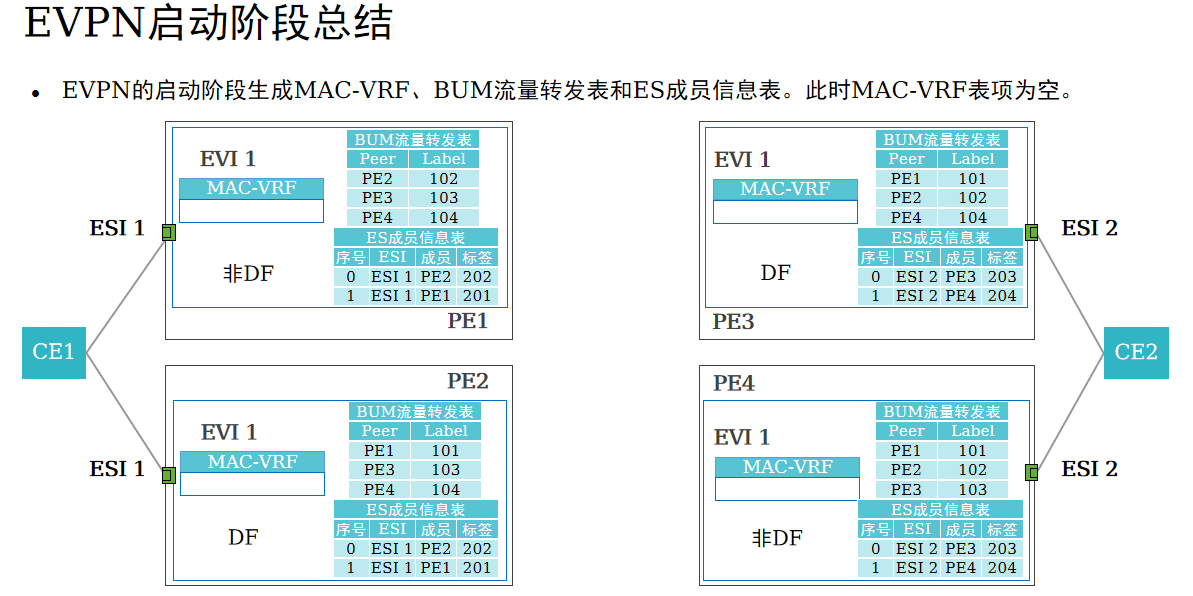 EVPN启动阶段总结
• EVPN的启动阶段生成MAC-VRF、BUM流量转发表和ES成员信息表。此时MAC-VRF表项为空。
EVI 1
MAC-VRF
BUM流量转发表
Peer Label
PE2 102
PE3 103
PE4 104
ES成员信息表
序号 ESI 成员 标签
0 ESI 1 PE2 202
1 ESI 1 PE1 201
非DF
PE1
ESI 1
EVI 1
MAC-VRF
BUM流量转发表
Peer Label
PE1 101
PE2 102
PE4 104
ES成员信息表
序号 ESI 成员 标签
0 ESI 2 PE3 203
1 ESI 2 PE4 204
DF
PE3
ESI 2
CE1
CE2
PE2
EVI 1
MAC-VRF
BUM流量转发表
Peer Label
PE1 101
PE3 103
PE4 104
ES成员信息表
序号 ESI 成员 标签
0 ESI 1 PE2 202
1 ESI 1 PE1 201
DF
ESI 1
PE4
EVI 1
MAC-VRF
BUM流量转发表
Peer Label
PE1 101
PE2 102
PE3 103
ES成员信息表
序号 ESI 成员 标签
0 ESI 2 PE3 203
1 ESI 2 PE4 204
非DF
ESI 2